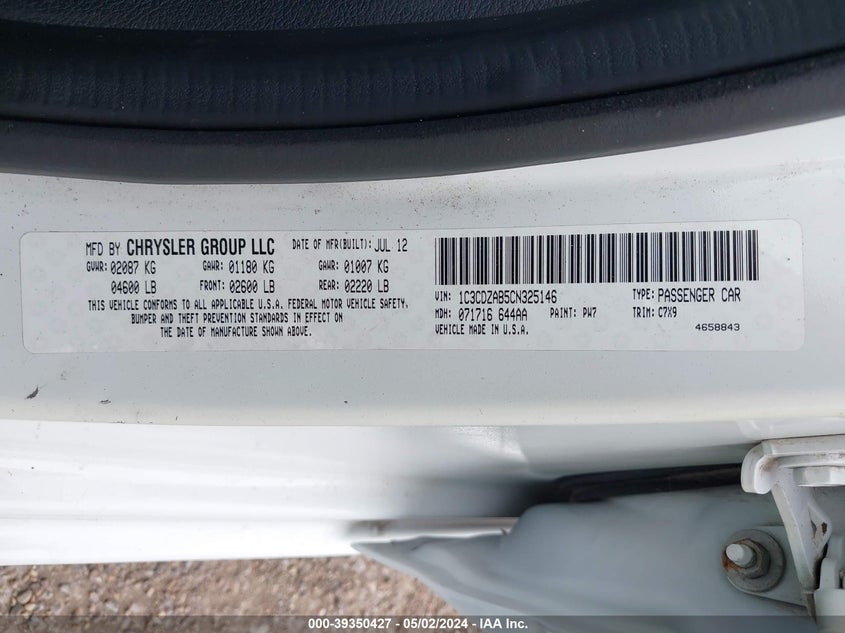 MFD BY CHRYSLER GROUP LLC DATE OF MFR(BUILT): JUL 12
GVWR: 02087 KG GAWR: 01180 KG GAWR: 01007 KG
04600 LB FRONT: 02600 LB REAR: 02220 LB
THIS VEHICLE CONFORMS TO ALL APPLICABLE U.S.A. FEDERAL MOTOR VEHICLE SAFETY,
BUMPER AND THEFT PREVENTION STANDARDS IN EFFECT ON
THE DATE OF MANUFACTURE SHOWN ABOVE.
VIN: 1C3CDZAB5CN325146 TYPE: PASSENGER CAR
MDH: 071716 644AA PAINT: PW7 TRIM: C7X9
VEHICLE MADE IN U.S.A. 4658843
000-39350427 - 05/02/2024 - IAA Inc.